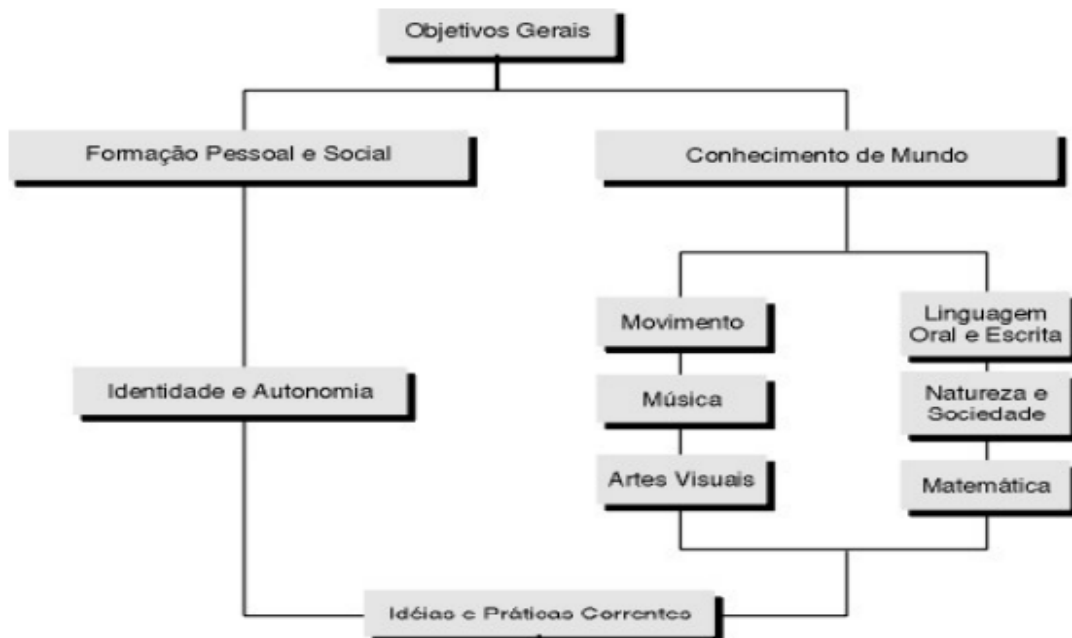 Objetivos Gerais
Formação Pessoal e Social
Conhecimento de Mundo
Movimento
Linguagem
Oral e Escrita
Identidade e Autonomia
Música
Natureza e
Sociedade
Artes Visuais
Matemática
Idéias e Práticas Correntes